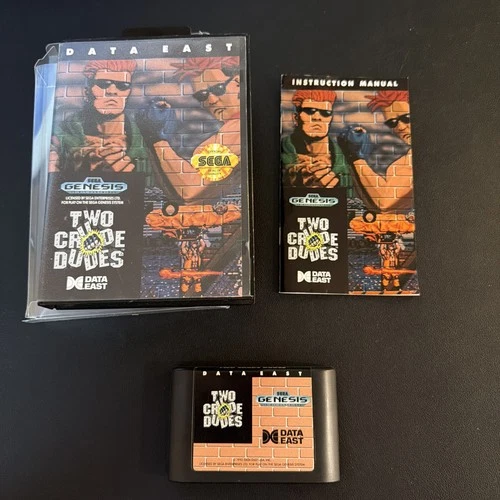 DATA EAST
SEGA
SEGA
GENESIS
LICENSED BY SEGA ENTERPRISES LTD.
FOR PLAY ON THE SEGA GENESIS SYSTEM
TWO
CRUDE
DUDES
DATA
EAST
INSTRUCTION MANUAL
SEGA
GENESIS
TWO
CRUDE
DUDES
DATA
EAST
DATA EAST
TWO
CRUDE
DUDES
SEGA
GENESIS
DATA
EAST